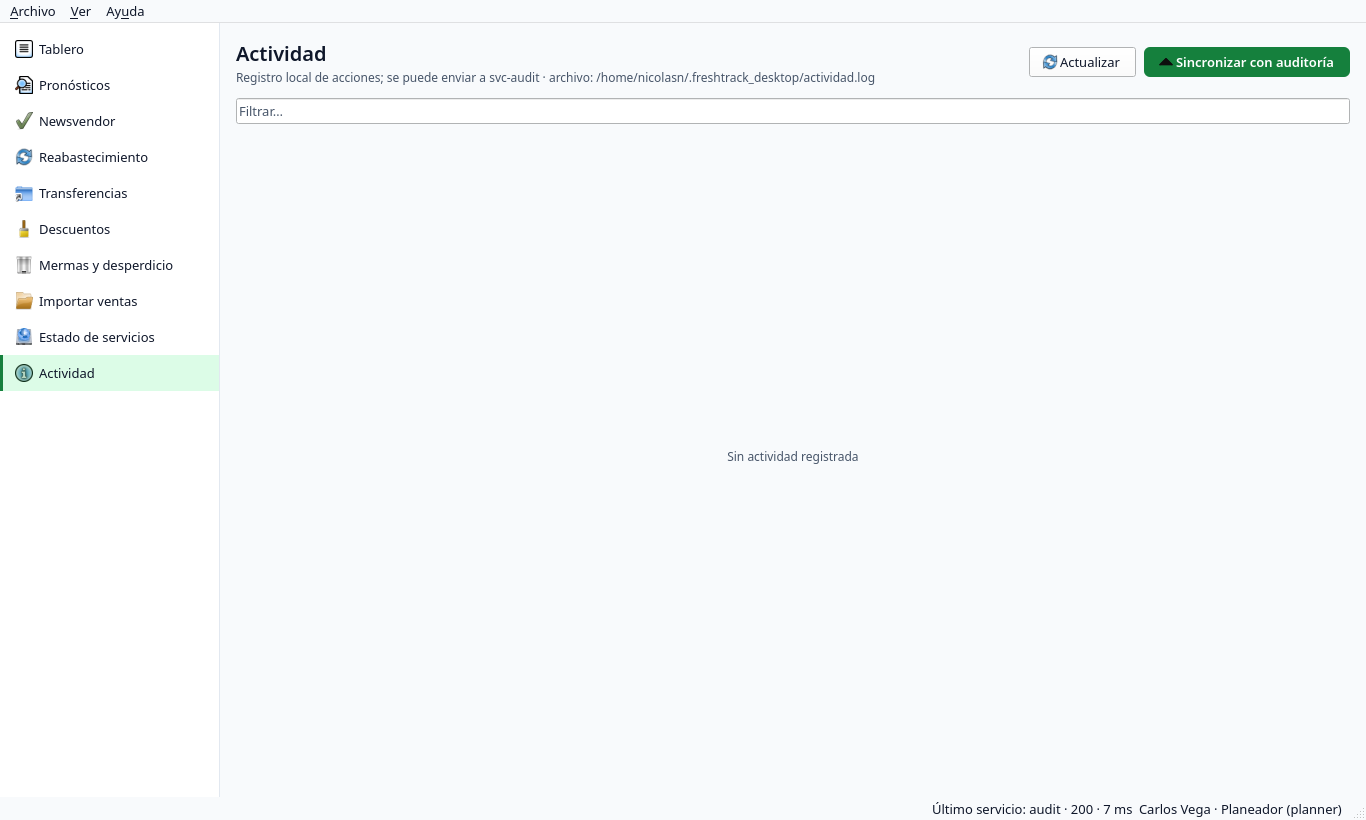 Archivo Ver Ayuda
Tablero
Pronósticos
Newsvendor
Reabastecimiento
Transferencias
Descuentos
Mermas y desperdicio
Importar ventas
Estado de servicios
Actividad
Actividad
Registro local de acciones; se puede enviar a svc-audit · archivo: /home/nicolasn/.freshtrack_desktop/actividad.log
Actualizar
Sincronizar con auditoría
Filtrar...
Sin actividad registrada
Último servicio: audit · 200 · 7 ms Carlos Vega · Planeador (planner)